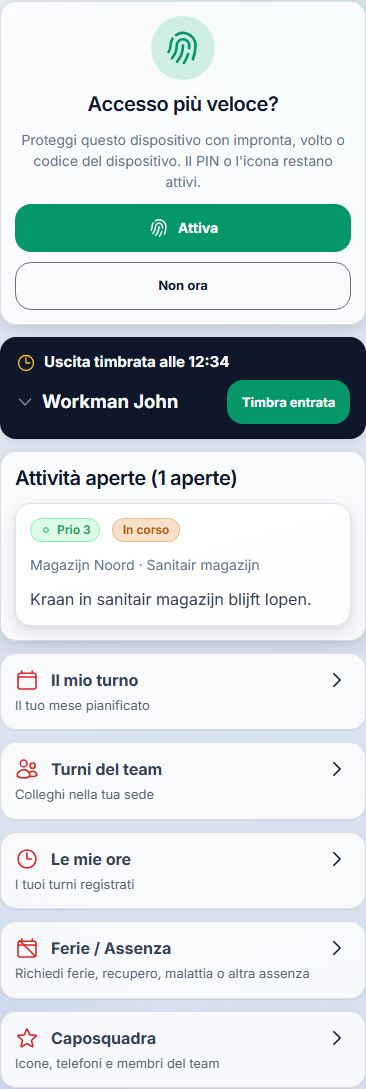 Accesso più veloce?
Proteggi questo dispositivo con impronta, volto o
codice del dispositivo. Il PIN o l'icona restano
attivi.
Attiva
Non ora
Uscita timbrata alle 12:34
Workman John
Timbra entrata
Attività aperte (1 aperte)
Prio 3
In corso
Magazijn Noord · Sanitair magazijn
Kraan in sanitair magazijn blijft lopen.
Il mio turno
Il tuo mese pianificato
Turni del team
Colleghi nella tua sede
Le mie ore
I tuoi turni registrati
Ferie / Assenza
Richiedi ferie, recupero, malattia o altra assenza
Caposquadra
Icone, telefoni e membri del team